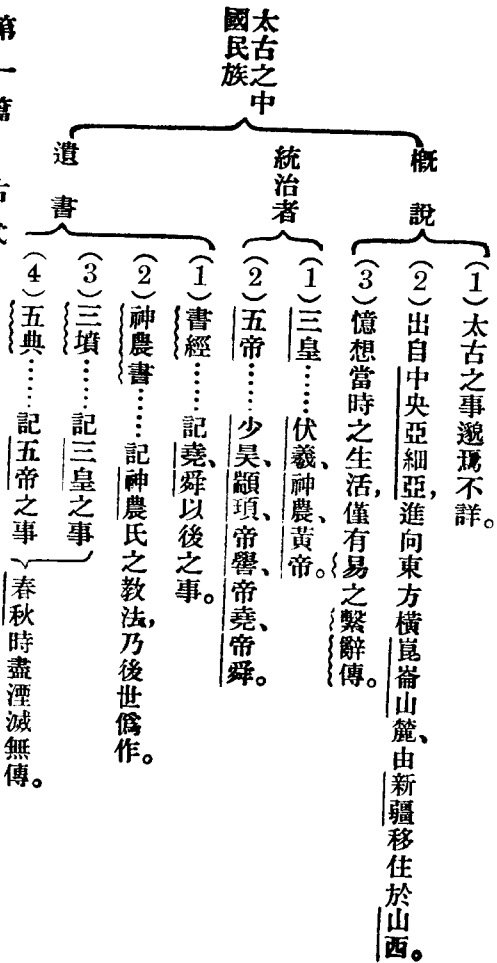 太古之中
國民族
概說
(1)太古之事邈焉不詳。
(2)出自中央亞細亞,進向東方橫崑崙山麓、由新疆移住於山西。
(3)憶想當時之生活,僅有易之繫辭傳。
統治者
(1)三皇……伏羲、神農、黃帝。
(2)五帝……少昊、顓頊、帝嚳、帝堯、帝舜。
遺書
(1)書經……記堯、舜以後之事。
(2)神農書……記神農氏之教法,乃後世僞作。
(3)三墳……記三皇之事
(4)五典……記五帝之事
春秋時盡湮滅無傳。
第一篇 古